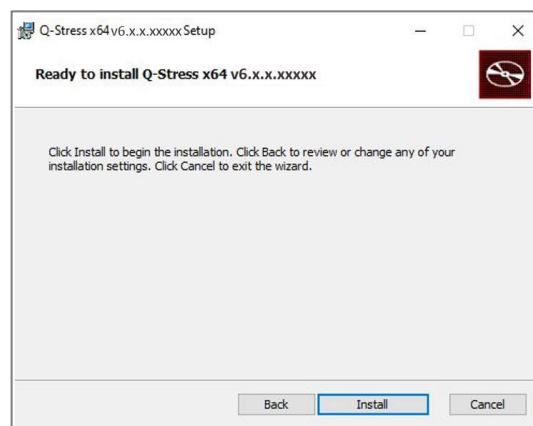 Q-Stress x64 v6.x.x.xxxxx Setup
Ready to install Q-Stress x64 v6.x.x.xxxxx
Click Install to begin the installation. Click Back to review or change any of your
installation settings. Click Cancel to exit the wizard.
Back Install Cancel